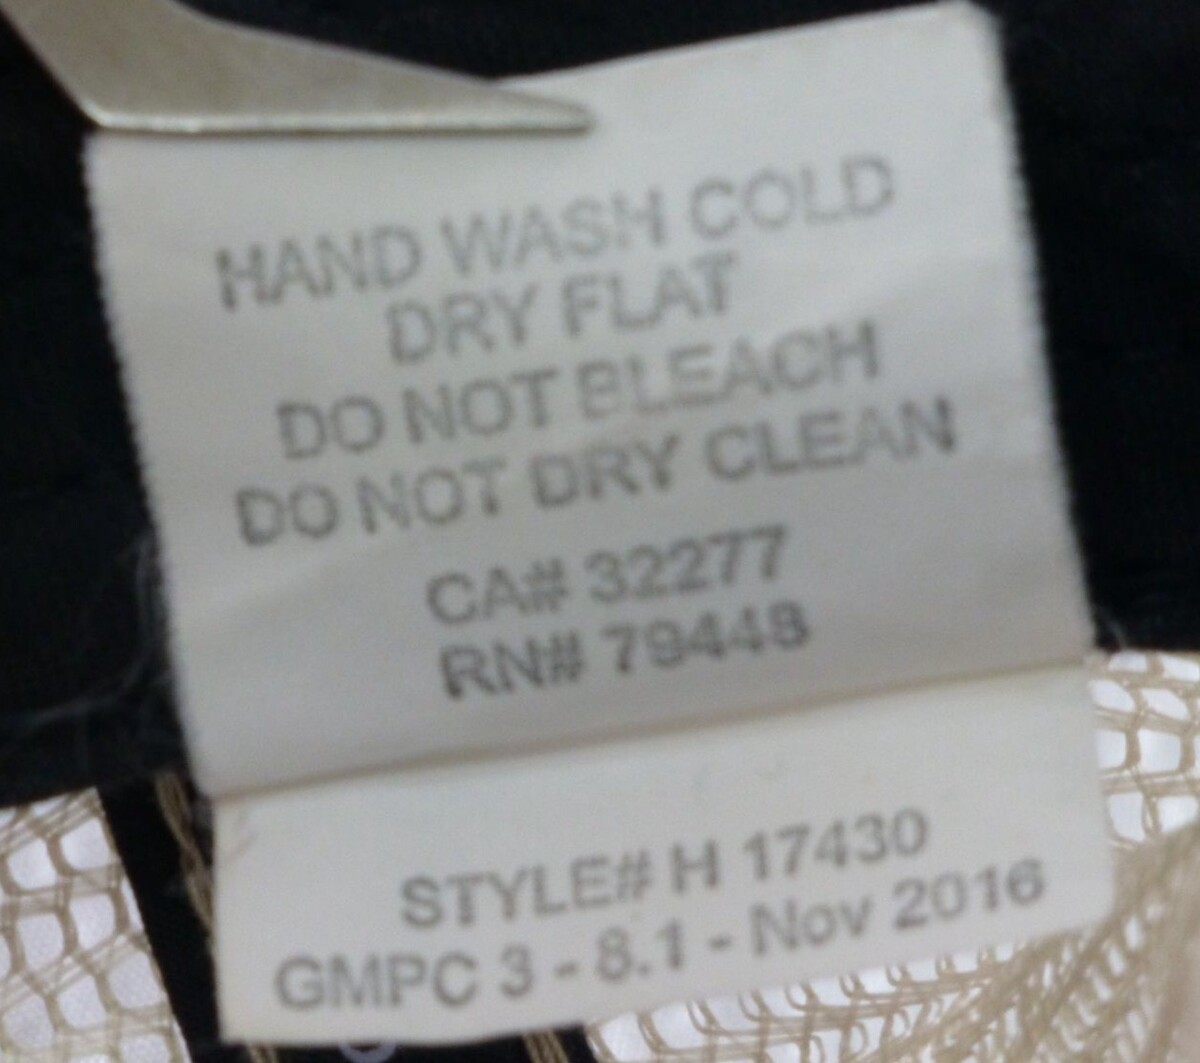 HAND WASH COLD
DRY FLAT
DO NOT BLEACH
DO NOT DRY CLEAN
CA# 32277
RN# 79448
STYLE# H 17430
GMPC 3 - 8.1 - Nov 2016